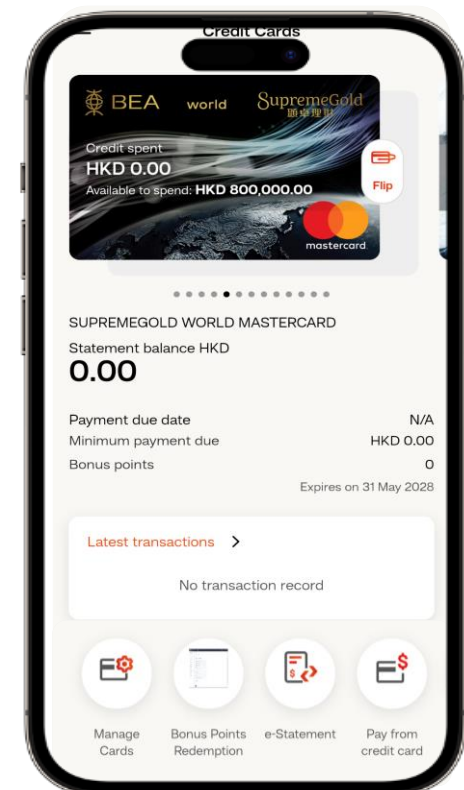 Credit Cards
BEA world SupremeGold
顯卓理財
Credit spent
HKD 0.00
Available to spend: HKD 800,000.00
Flip
mastercard
SUPREMEGOLD WORLD MASTERCARD
Statement balance HKD
0.00
Payment due date N/A
Minimum payment due HKD 0.00
Bonus points 0
Expires on 31 May 2028
Latest transactions >
No transaction record
Manage Cards
Bonus Points Redemption
e-Statement
Pay from credit card